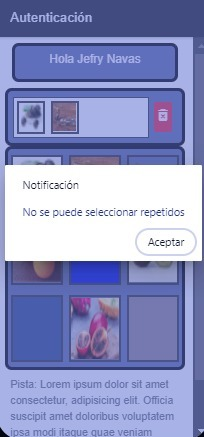 Autenticación
Hola Jefry Navas
Notificación
No se puede seleccionar repetidos
Aceptar
Pista: Lorem ipsum dolor sit amet
consectetur, adipisicing elit. Officia
suscipit amet doloribus voluptatem
ipsa modi itaque quae veniam